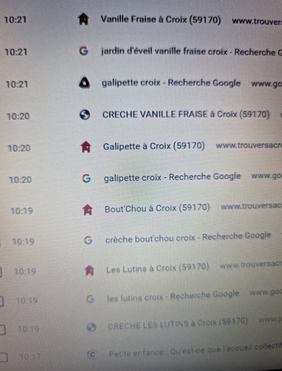 10:21 Vanille Fraise à Croix (59170) www.trouver
10:21 jardin d'éveil vanille fraise croix - Recherche G
10:21 galipette croix - Recherche Google www.go
10:20 CRECHE VANILLE FRAISE à Croix (59170)
10:20 Galipette à Croix (59170) www.trouversacr
10:20 galipette croix - Recherche Google www.go
10:19 Bout'Chou à Croix (59170) www.trouversac
10:19 crèche bout'chou croix - Recherche Google
10:19 Les Lutins à Croix (59170) www.trouversac
10:19 les lutins croix - Recherche Google www.goo
10:19 CRECHE LES LUTINS à Croix (59170) www.j
10:17 Petite enfance : Qu'est ce que l'accueil collecti